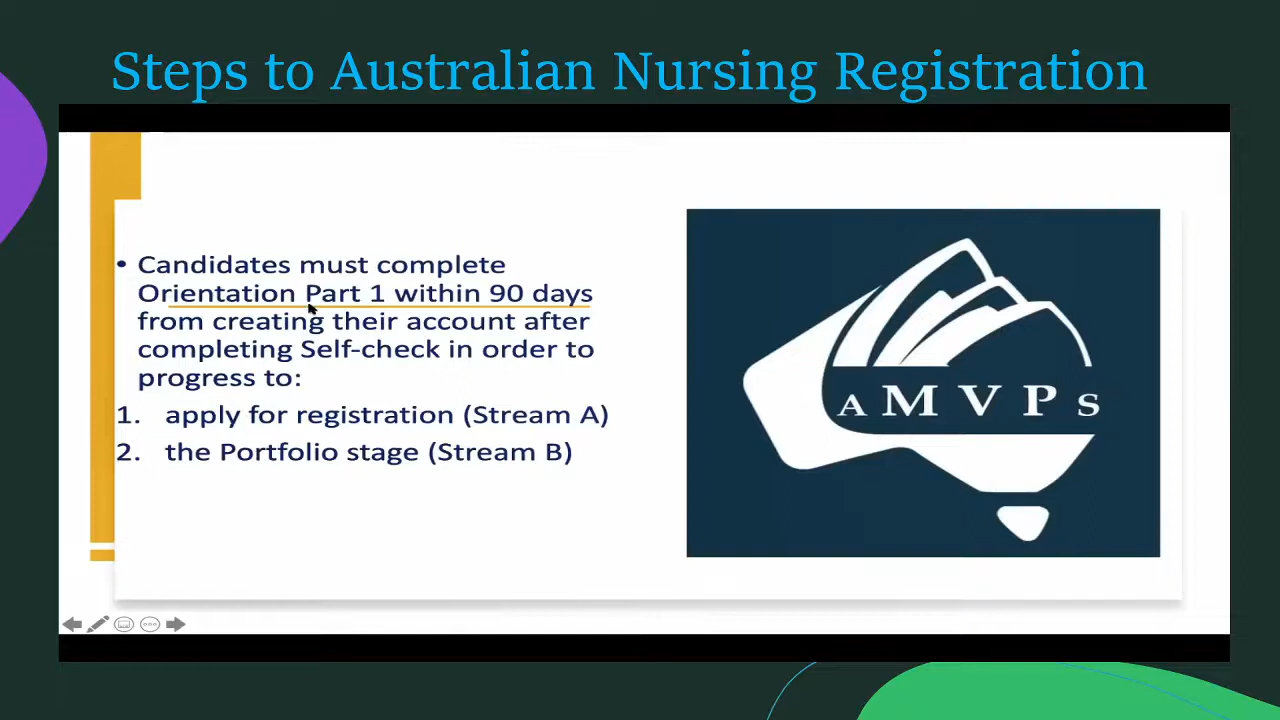 Steps to Australian Nursing Registration
• Candidates must complete
Orientation Part 1 within 90 days
from creating their account after
completing Self-check in order to
progress to:
1. apply for registration (Stream A)
2. the Portfolio stage (Stream B)
AMVPS